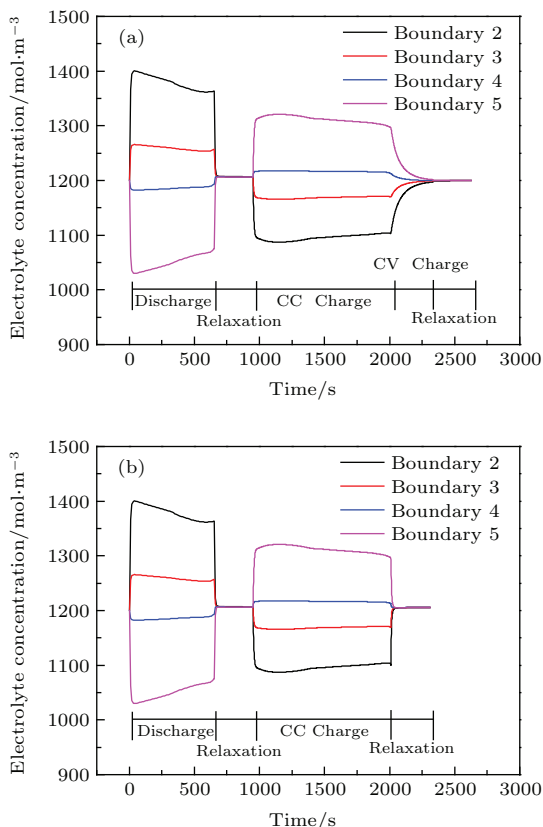 (a)
Boundary 2
Boundary 3
Boundary 4
Boundary 5
Electrolyte concentration/mol·m⁻³
1500
1400
1300
1200
1100
1000
900
CV Charge
Discharge
CC Charge
Relaxation
Relaxation
0 500 1000 1500 2000 2500 3000
Time/s
(b)
Boundary 2
Boundary 3
Boundary 4
Boundary 5
Electrolyte concentration/mol·m⁻³
1500
1400
1300
1200
1100
1000
900
Discharge
CC Charge
Relaxation
Relaxation
0 500 1000 1500 2000 2500 3000
Time/s